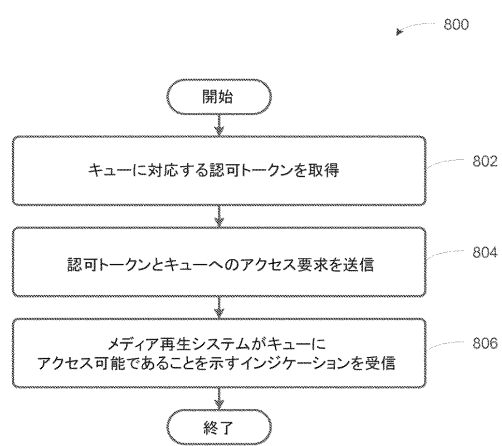 800
開始
キューに対応する認可トークンを取得
802
認可トークンとキューへのアクセス要求を送信
804
メディア再生システムがキューに
アクセス可能であることを示すインジケーションを受信
806
終了